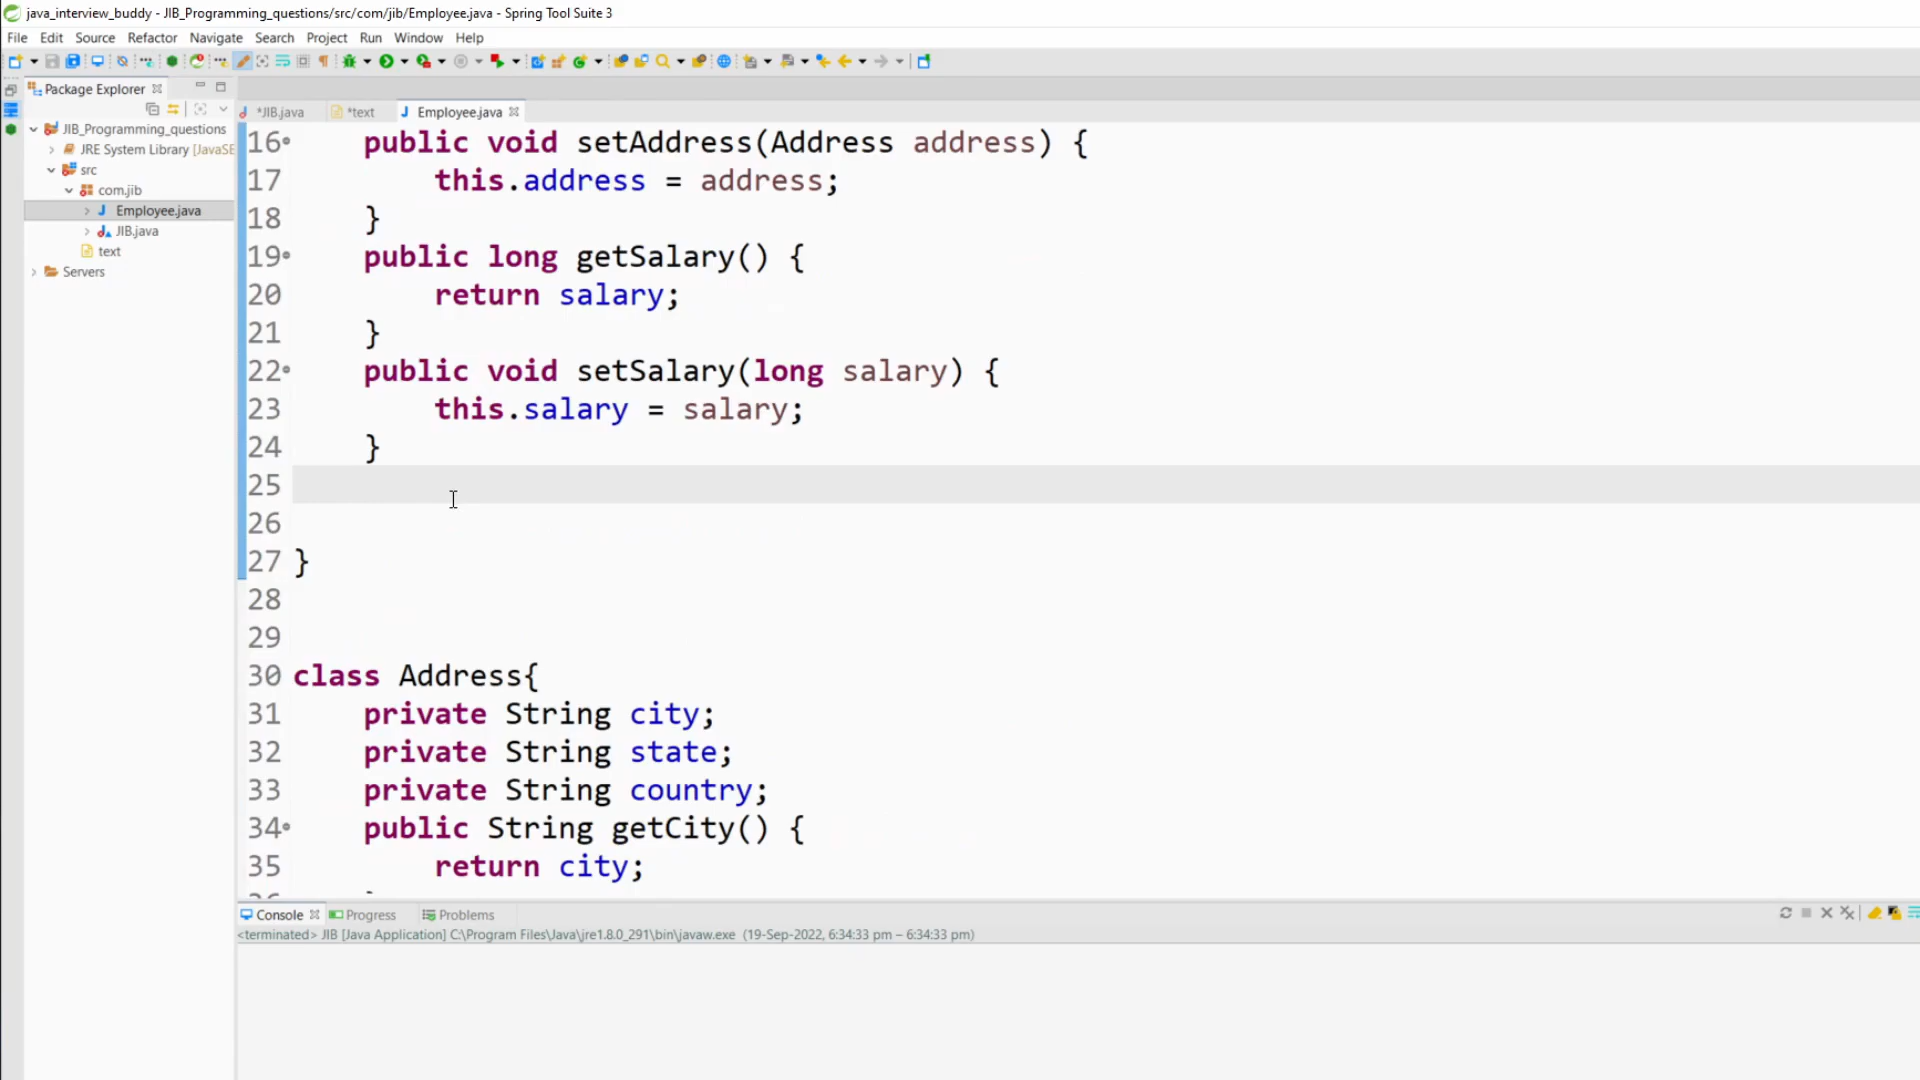 java_interview_buddy - JIB_Programming_questions/src/com/jib/Employee.java - Spring Tool Suite 3
File Edit Source Refactor Navigate Search Project Run Window Help
Package Explorer
*JIB.java *text Employee.java
JIB_Programming_questions
JRE System Library [JavaSE
src
com.jib
Employee.java
JIB.java
text
Servers
16 public void setAddress(Address address) {
17 this.address = address;
18 }
19 public long getSalary() {
20 return salary;
21 }
22 public void setSalary(long salary) {
23 this.salary = salary;
24 }
25
26
27 }
28
29
30 class Address{
31 private String city;
32 private String state;
33 private String country;
34 public String getCity() {
35 return city;
Console Progress Problems
<terminated> JIB [Java Application] C:\Program Files\Java\jre1.8.0_291\bin\javaw.exe (19-Sep-2022, 6:34:33 pm – 6:34:33 pm)